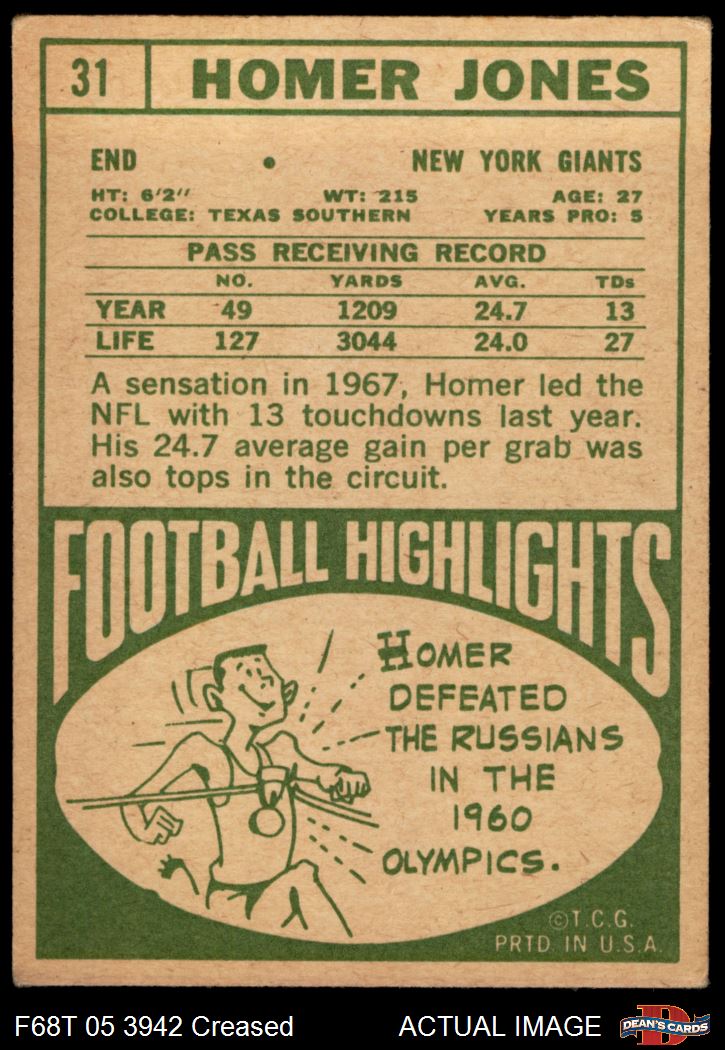 31 HOMER JONES
END • NEW YORK GIANTS
HT: 6'2" WT: 215 AGE: 27
COLLEGE: TEXAS SOUTHERN YEARS PRO: 5
PASS RECEIVING RECORD
NO. YARDS AVG. TDs
YEAR 49 1209 24.7 13
LIFE 127 3044 24.0 27
A sensation in 1967, Homer led the
NFL with 13 touchdowns last year.
His 24.7 average gain per grab was
also tops in the circuit.
FOOTBALL HIGHLIGHTS
HOMER
DEFEATED
THE RUSSIANS
IN THE
1960
OLYMPICS.
©T.C.G.
PRTD. IN U.S.A.
F68T 05 3942 Creased ACTUAL IMAGE D DEAN'S CARDS